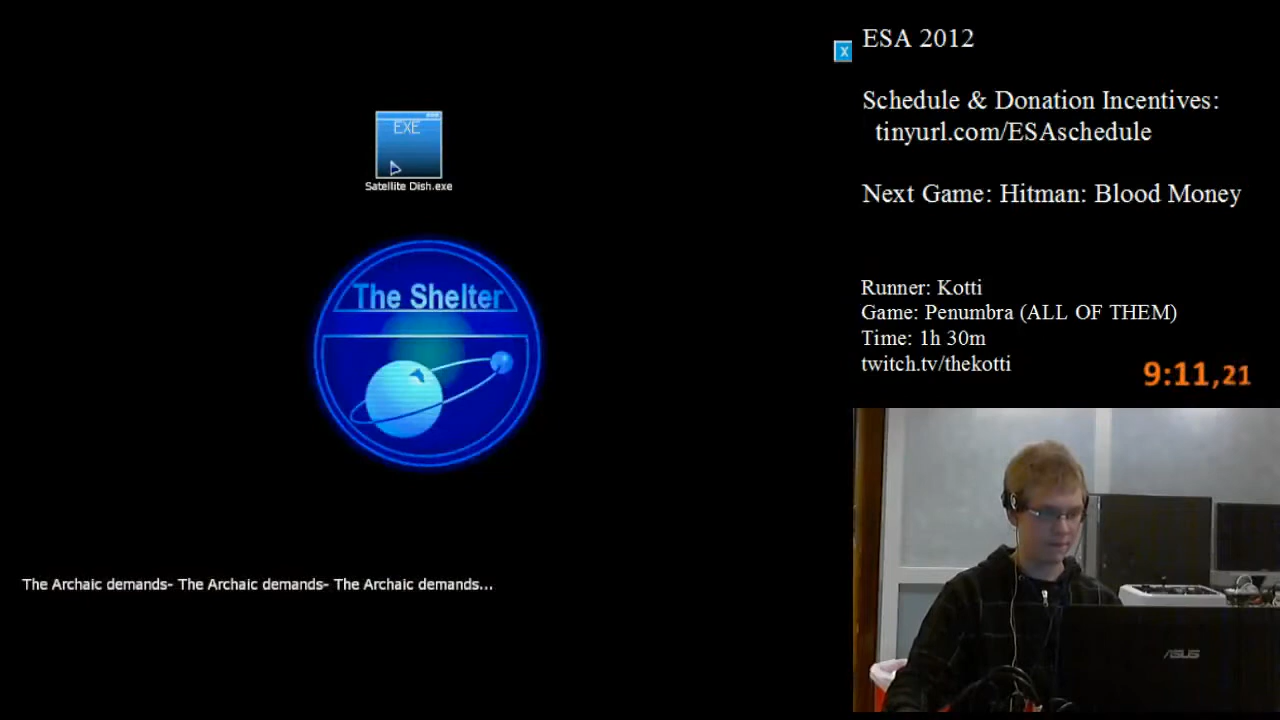 EXE
Satellite Dish.exe
The Shelter
The Archaic demands- The Archaic demands- The Archaic demands...
X
ESA 2012
Schedule & Donation Incentives:
tinyurl.com/ESAschedule
Next Game: Hitman: Blood Money
Runner: Kotti
Game: Penumbra (ALL OF THEM)
Time: 1h 30m
twitch.tv/thekotti
9:11,21
ASUS